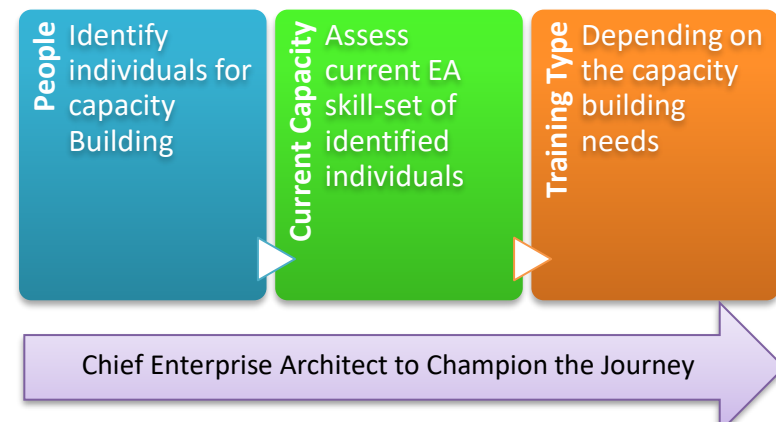 People
Identify
individuals for
capacity
Building
Current Capacity
Assess
current EA
skill-set of
identified
individuals
Training Type
Depending on
the capacity
building
needs
Chief Enterprise Architect to Champion the Journey